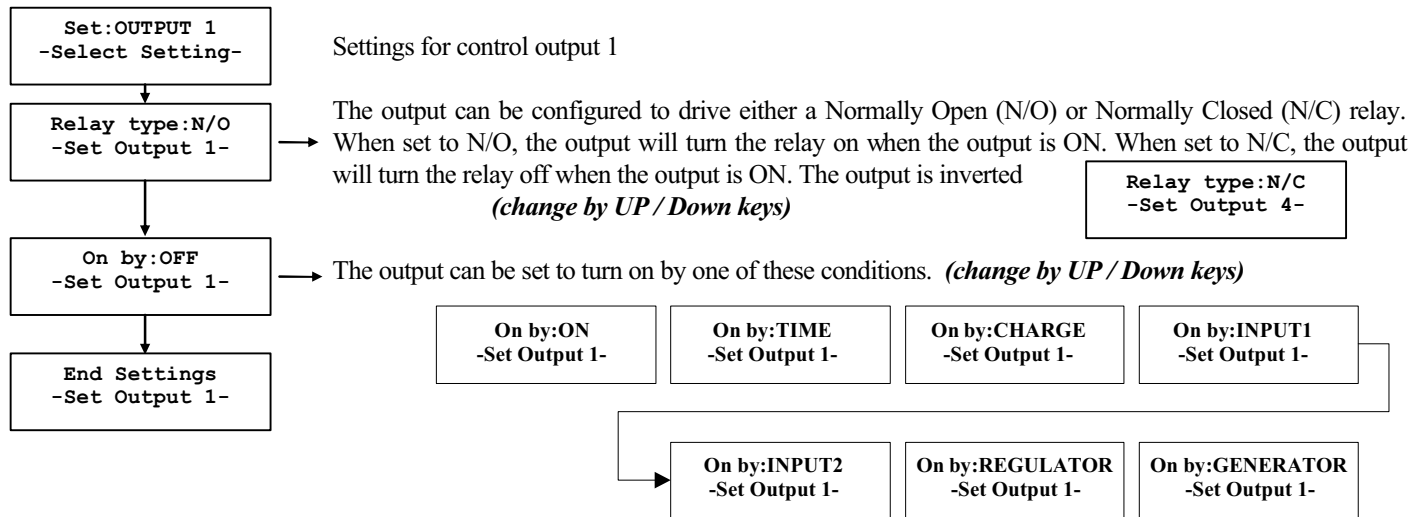 Set:OUTPUT 1
-Select Setting-
Settings for control output 1
Relay type:N/O
-Set Output 1-
The output can be configured to drive either a Normally Open (N/O) or Normally Closed (N/C) relay.
When set to N/O, the output will turn the relay on when the output is ON. When set to N/C, the output
will turn the relay off when the output is ON. The output is inverted
(change by UP / Down keys)
Relay type:N/C
-Set Output 4-
On by:OFF
-Set Output 1-
The output can be set to turn on by one of these conditions. (change by UP / Down keys)
On by:ON
-Set Output 1-
On by:TIME
-Set Output 1-
On by:CHARGE
-Set Output 1-
On by:INPUT1
-Set Output 1-
End Settings
-Set Output 1-
On by:INPUT2
-Set Output 1-
On by:REGULATOR
-Set Output 1-
On by:GENERATOR
-Set Output 1-